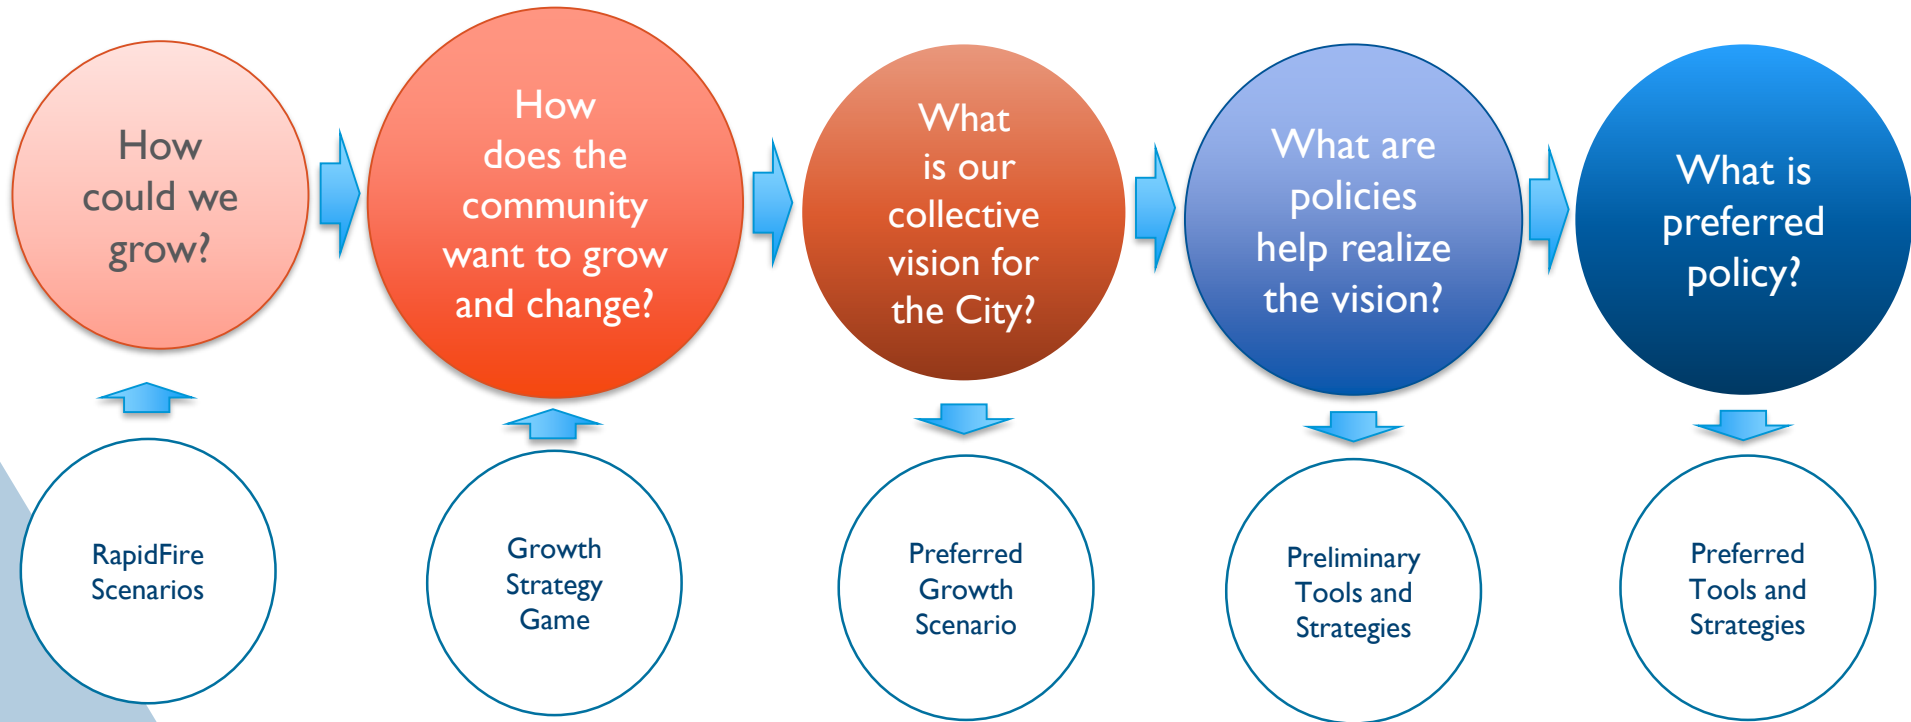 How
could we
grow?
How
does the
community
want to grow
and change?
What
is our
collective
vision for
the City?
What are
policies
help realize
the vision?
What is
preferred
policy?
RapidFire
Scenarios
Growth
Strategy
Game
Preferred
Growth
Scenario
Preliminary
Tools and
Strategies
Preferred
Tools and
Strategies